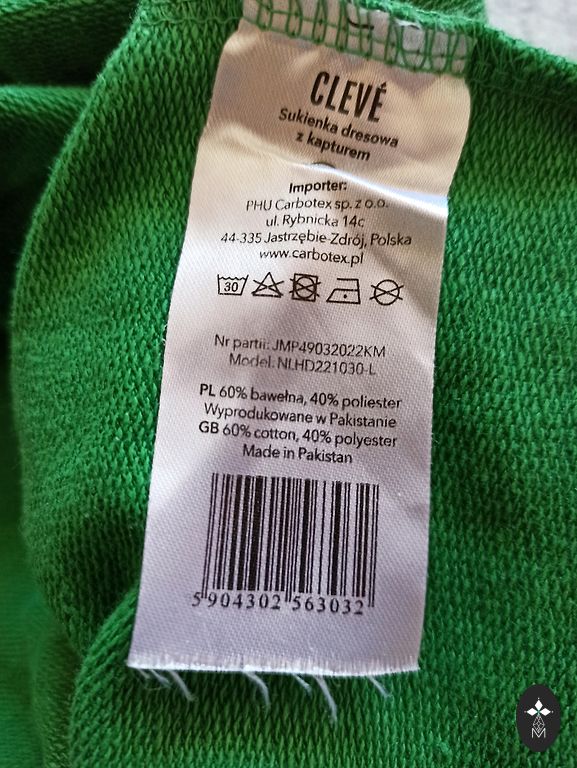 CLEVÉ
Sukienka dresowa
z kapturem
Importer:
PHU Carbotex sp. z o.o.
ul. Rybnicka 14c
44-335 Jastrzębie-Zdrój, Polska
www.carbotex.pl
30
Nr partii: JMP49032022KM
Model: NLHD221030-L
PL 60% bawełna, 40% poliester
Wyprodukowane w Pakistanie
GB 60% cotton, 40% polyester
Made in Pakistan
5 904302 563032
M